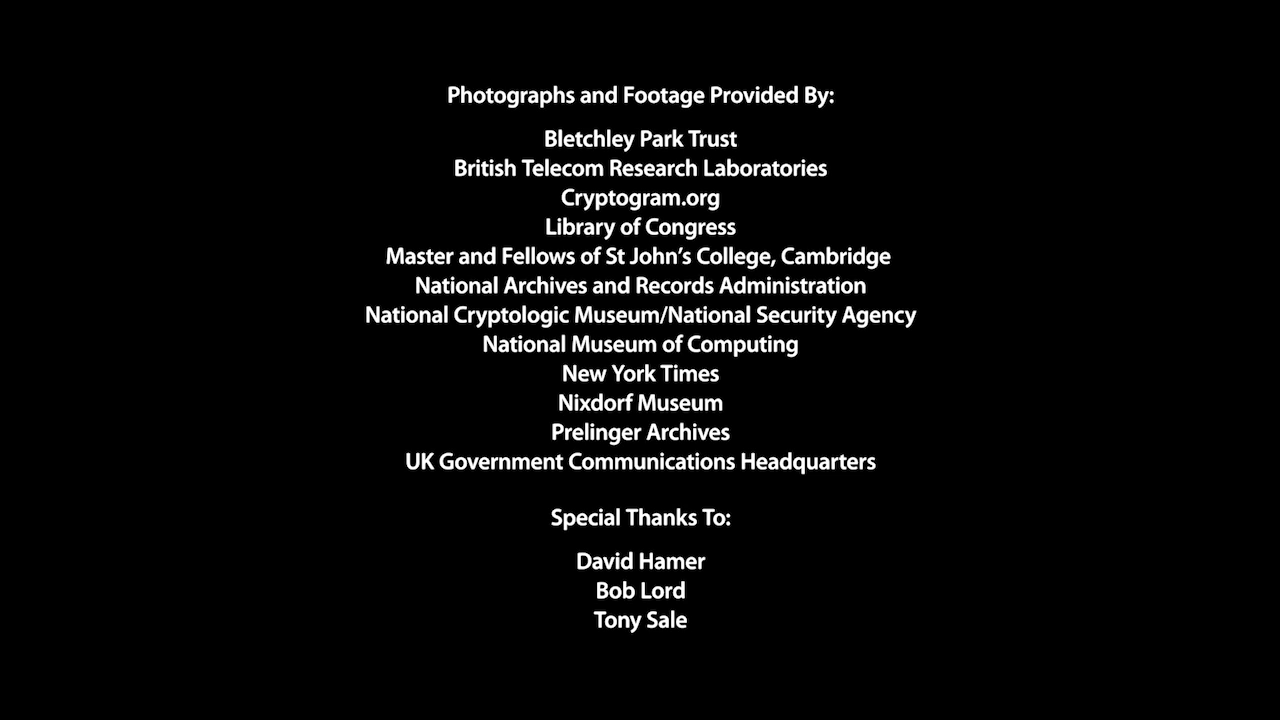 Photographs and Footage Provided By:
Bletchley Park Trust
British Telecom Research Laboratories
Cryptogram.org
Library of Congress
Master and Fellows of St John’s College, Cambridge
National Archives and Records Administration
National Cryptologic Museum/National Security Agency
National Museum of Computing
New York Times
Nixdorf Museum
Prelinger Archives
UK Government Communications Headquarters
Special Thanks To:
David Hamer
Bob Lord
Tony Sale